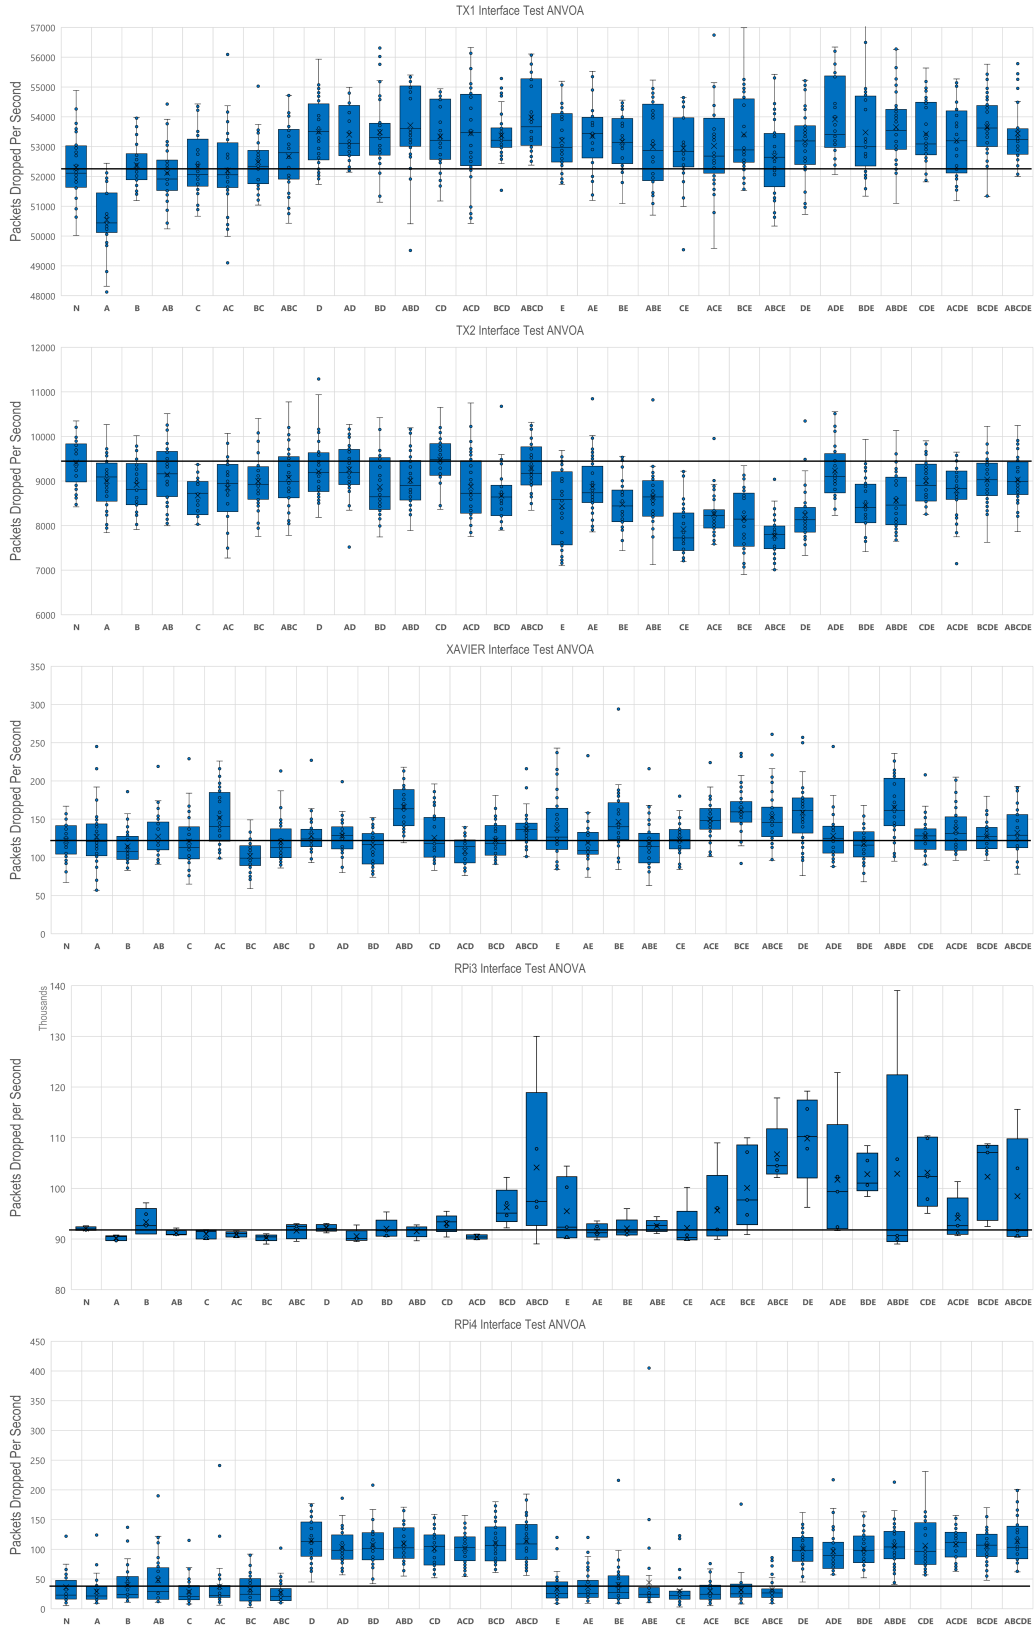 TX1 Interface Test ANVOA
Packets Dropped Per Second
57000
56000
55000
54000
53000
52000
51000
50000
49000
48000
N A B AB C AC BC ABC D AD BD ABD CD ACD BCD ABCD E AE BE ABE CE ACE BCE ABCE DE ADE BDE ABDE CDE ACDE BCDE ABCDE
TX2 Interface Test ANVOA
Packets Dropped Per Second
12000
11000
10000
9000
8000
7000
6000
N A B AB C AC BC ABC D AD BD ABD CD ACD BCD ABCD E AE BE ABE CE ACE BCE ABCE DE ADE BDE ABDE CDE ACDE BCDE ABCDE
XAVIER Interface Test ANVOA
Packets Dropped Per Second
350
300
250
200
150
100
50
0
N A B AB C AC BC ABC D AD BD ABD CD ACD BCD ABCD E AE BE ABE CE ACE BCE ABCE DE ADE BDE ABDE CDE ACDE BCDE ABCDE
RPi3 Interface Test ANOVA
Packets Dropped per Second
Thousands
140
130
120
110
100
90
80
N A B AB C AC BC ABC D AD BD ABD CD ACD BCD ABCD E AE BE ABE CE ACE BCE ABCE DE ADE BDE ABDE CDE ACDE BCDE ABCDE
RPi4 Interface Test ANVOA
Packets Dropped Per Second
450
400
350
300
250
200
150
100
50
0
N A B AB C AC BC ABC D AD BD ABD CD ACD BCD ABCD E AE BE ABE CE ACE BCE ABCE DE ADE BDE ABDE CDE ACDE BCDE ABCDE